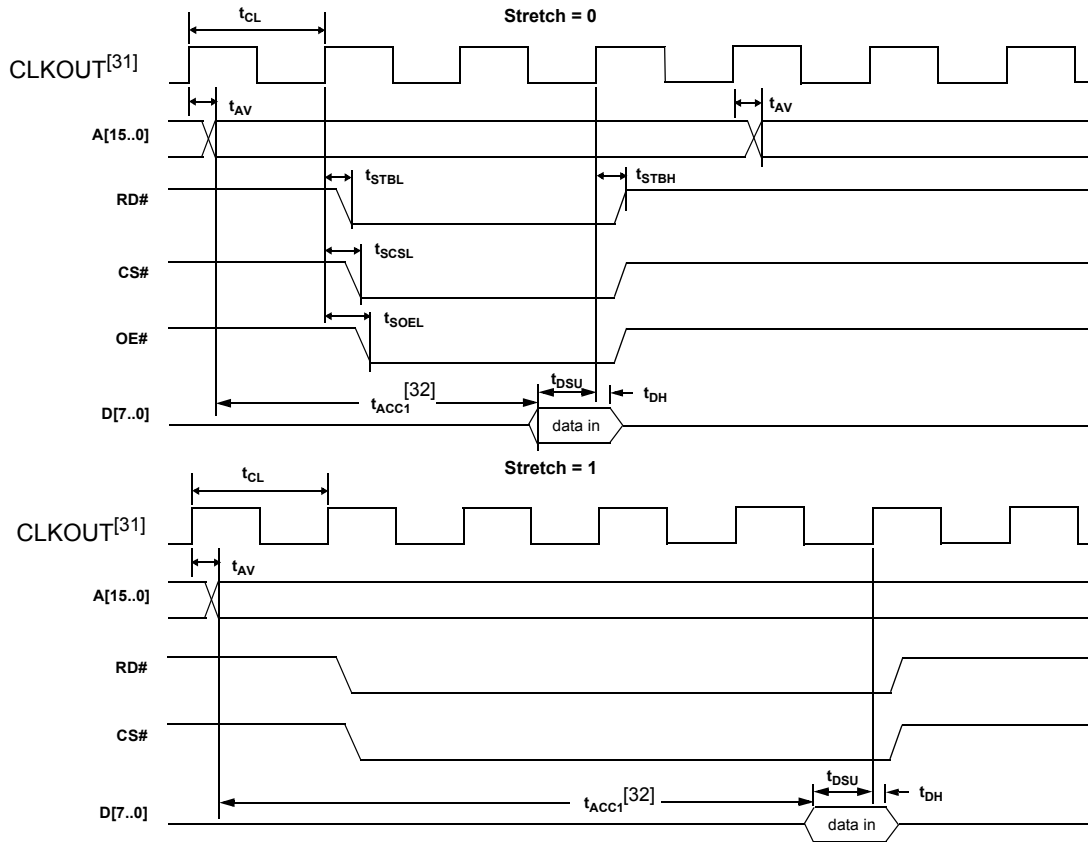 Stretch = 0
tCL
CLKOUT[31]
tAV
tAV
A[15..0]
tSTBL
tSTBH
RD#
tSCSL
CS#
tSOEL
OE#
tDSU
tACC1[32]
tDH
D[7..0]
data in
Stretch = 1
tCL
CLKOUT[31]
tAV
A[15..0]
RD#
CS#
tDSU
tACC1[32]
tDH
D[7..0]
data in